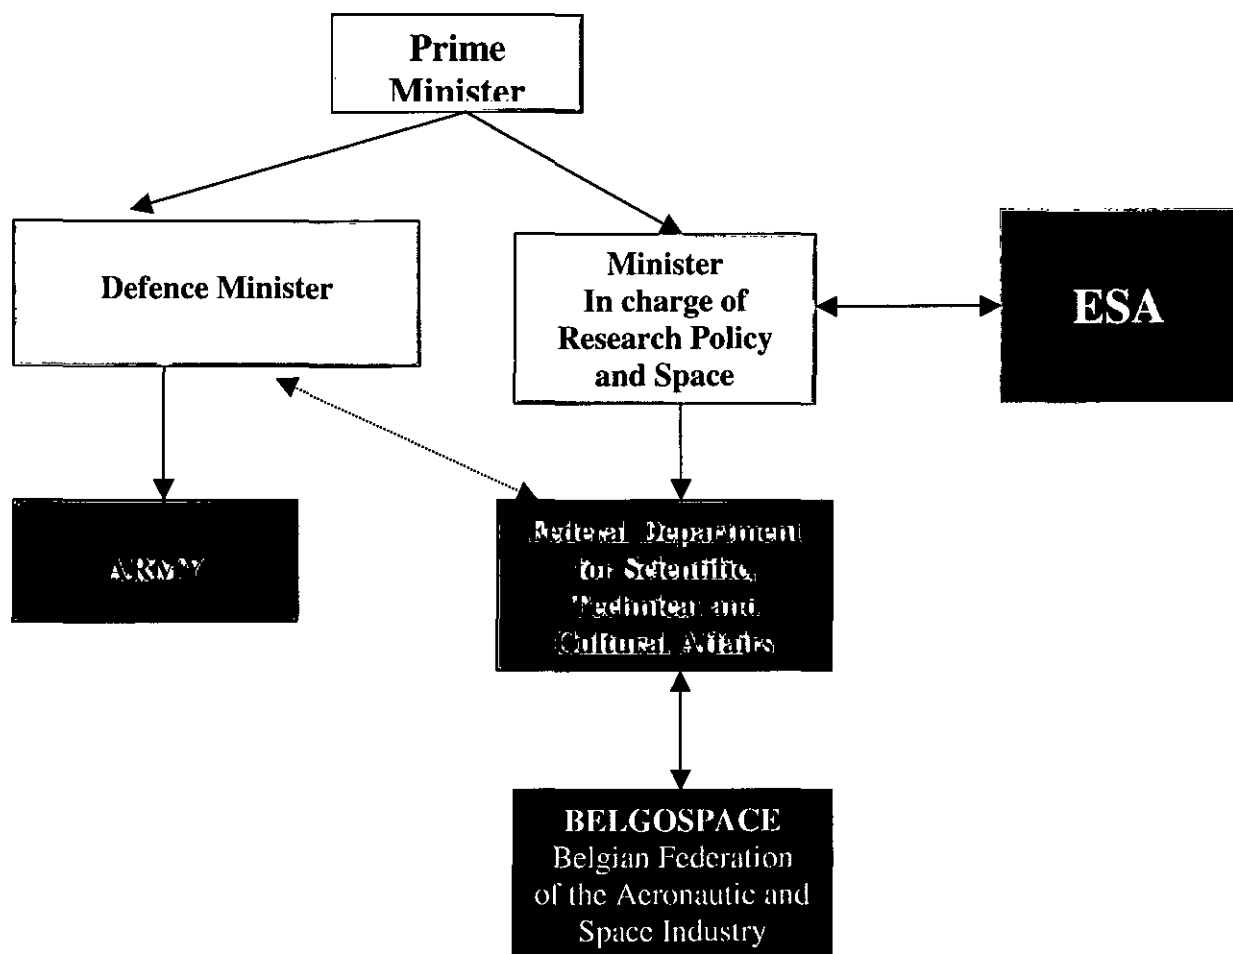 Prime
Minister
Defence Minister
Minister
In charge of
Research Policy
and Space
ESA
ARMY
Federal Department
for Scientific,
Technical and
Cultural Affairs
BELGOSPACE
Belgian Federation
of the Aeronautic and
Space Industry